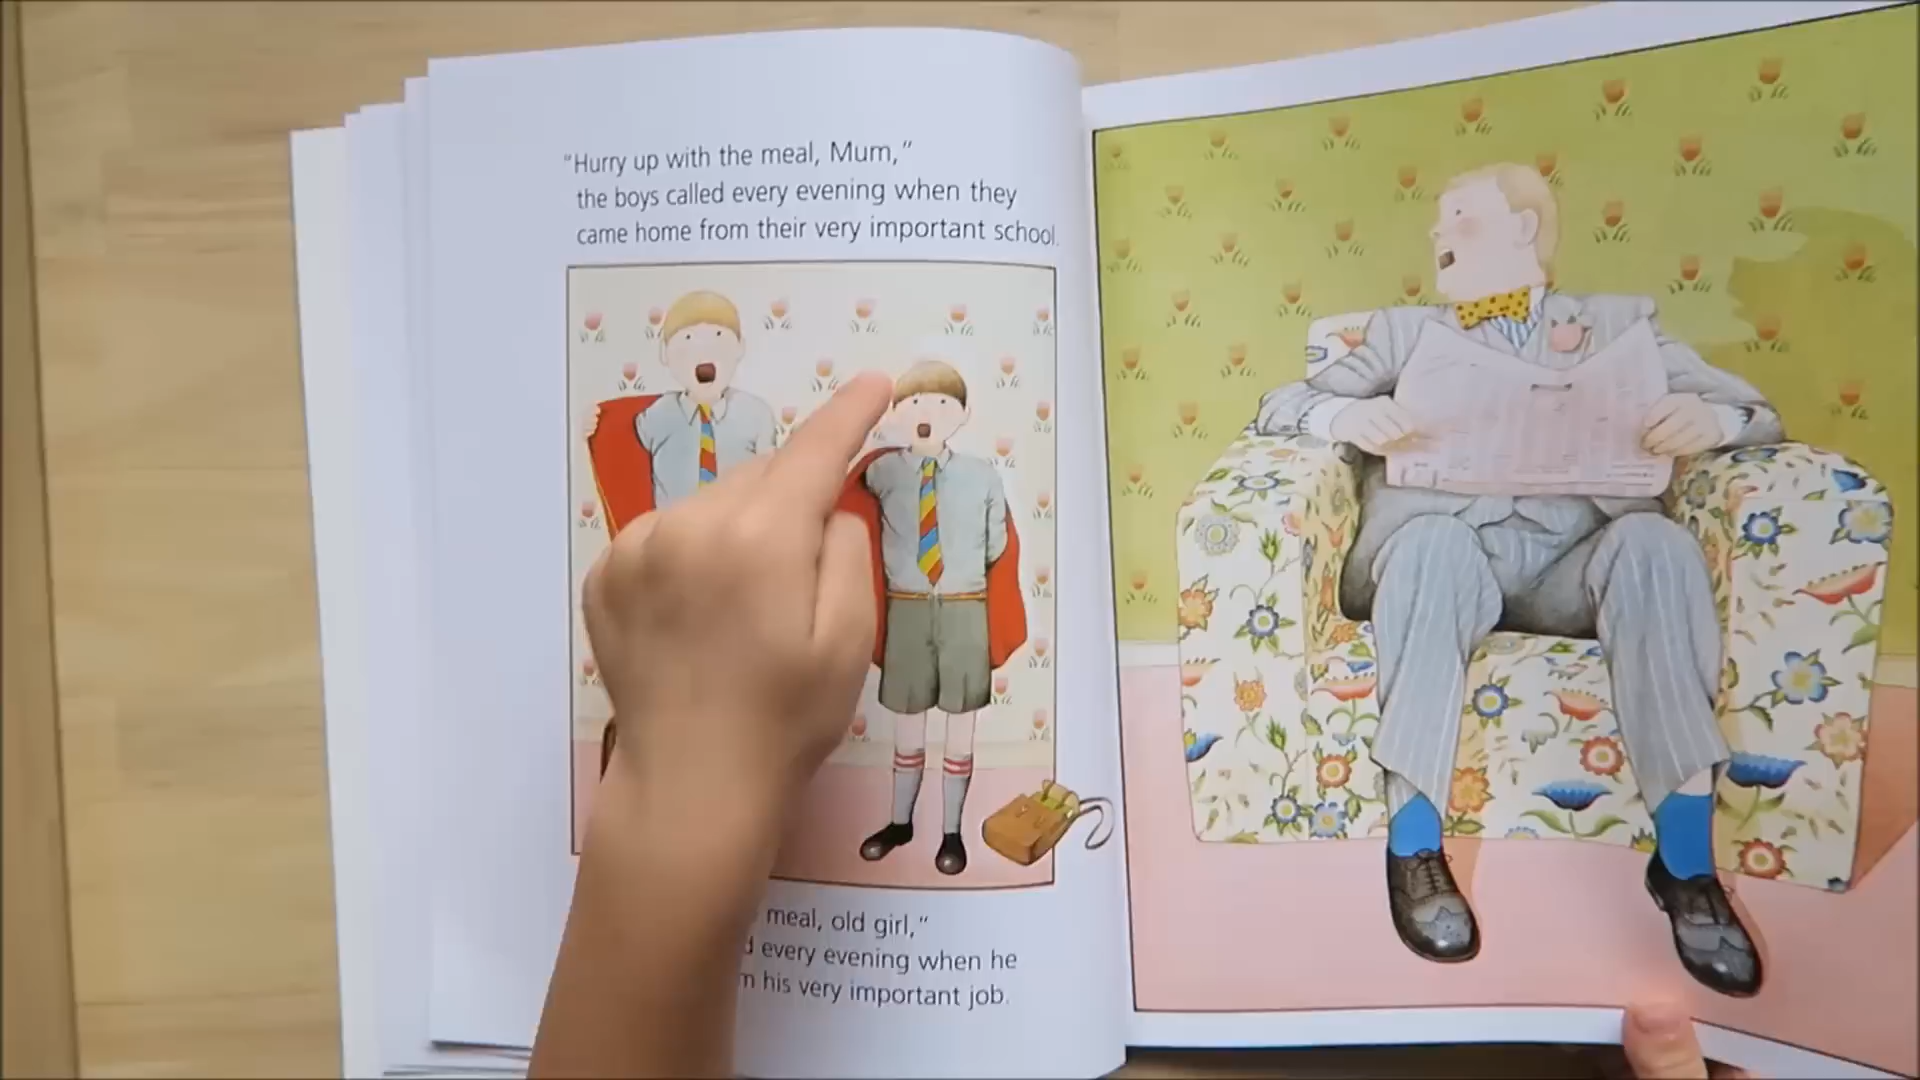 “Hurry up with the meal, Mum,”
the boys called every evening when they
came home from their very important school.
meal, old girl,”
every evening when he
his very important job.